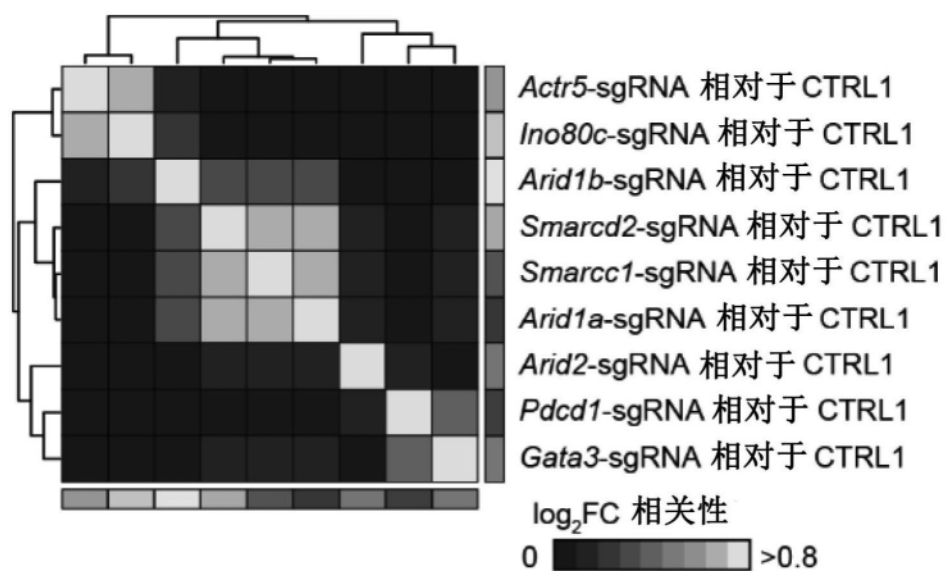 Actr5-sgRNA 相对于 CTRL1
Ino80c-sgRNA 相对于 CTRL1
Arid1b-sgRNA 相对于 CTRL1
Smarcd2-sgRNA 相对于 CTRL1
Smarcc1-sgRNA 相对于 CTRL1
Arid1a-sgRNA 相对于 CTRL1
Arid2-sgRNA 相对于 CTRL1
Pdcd1-sgRNA 相对于 CTRL1
Gata3-sgRNA 相对于 CTRL1
log₂FC 相关性
0 >0.8